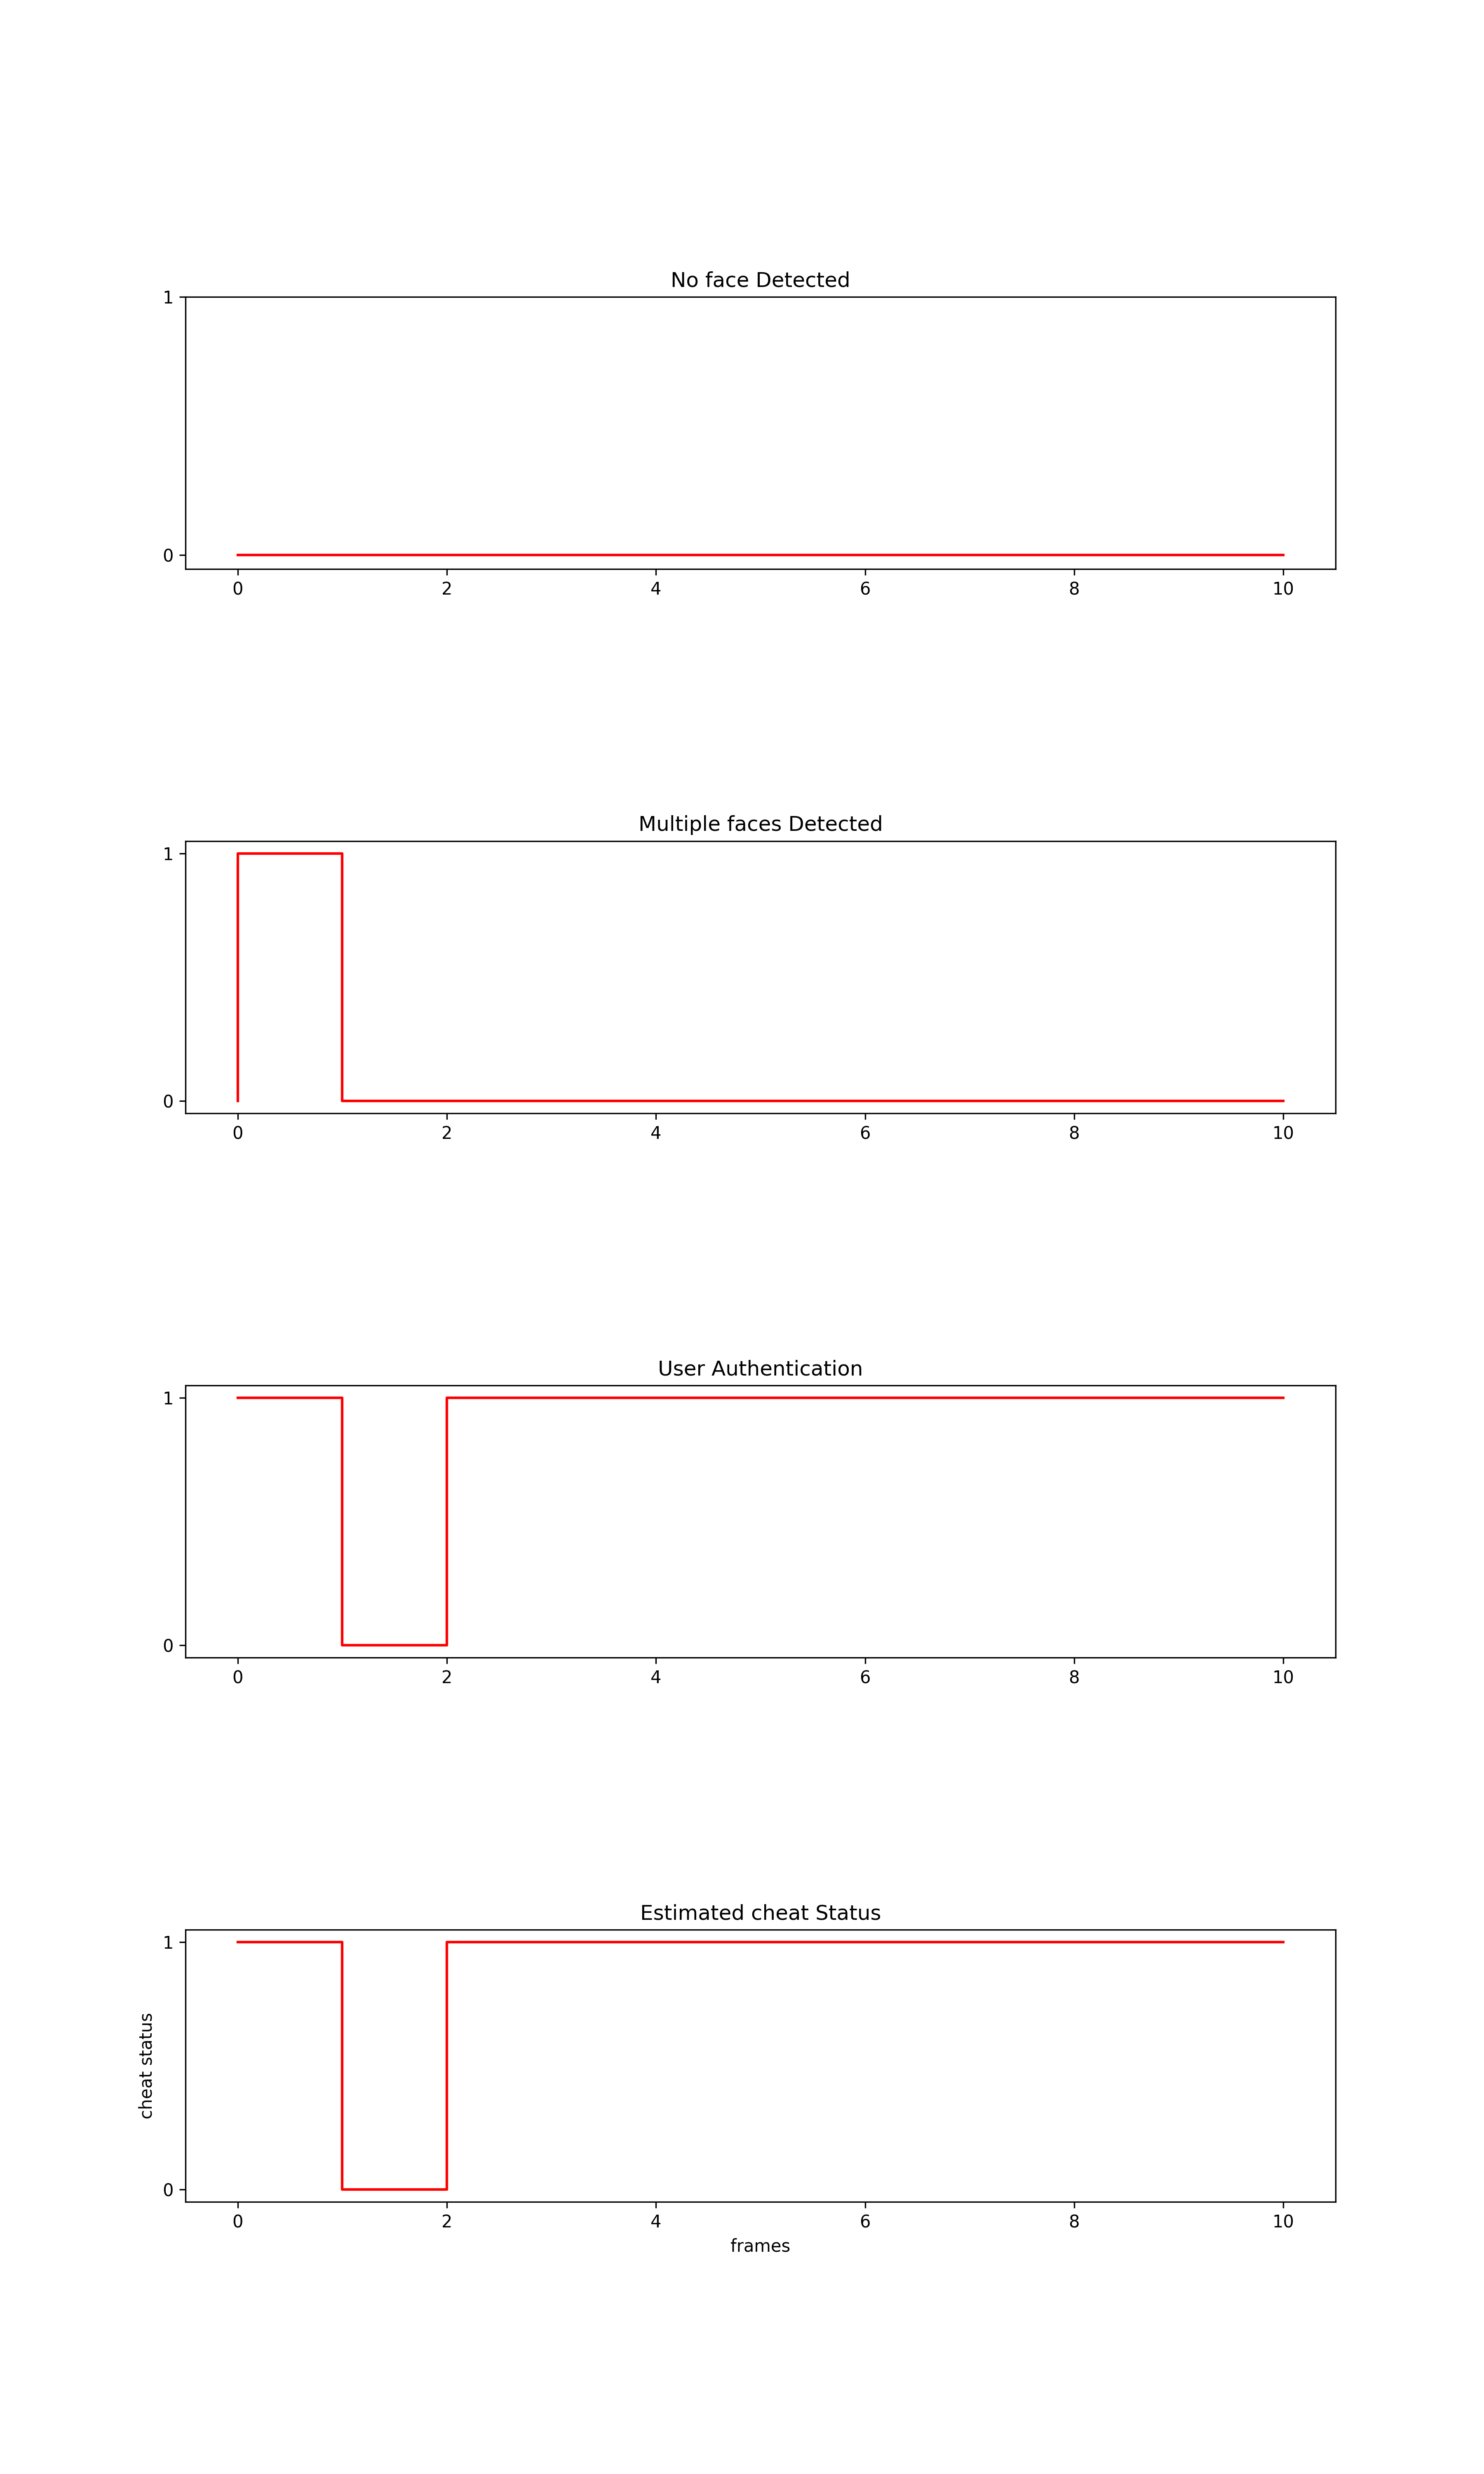 No face Detected
1
0
0 2 4 6 8 10
Multiple faces Detected
1
0
0 2 4 6 8 10
User Authentication
1
0
0 2 4 6 8 10
Estimated cheat Status
1
cheat status
0
0 2 4 6 8 10
frames